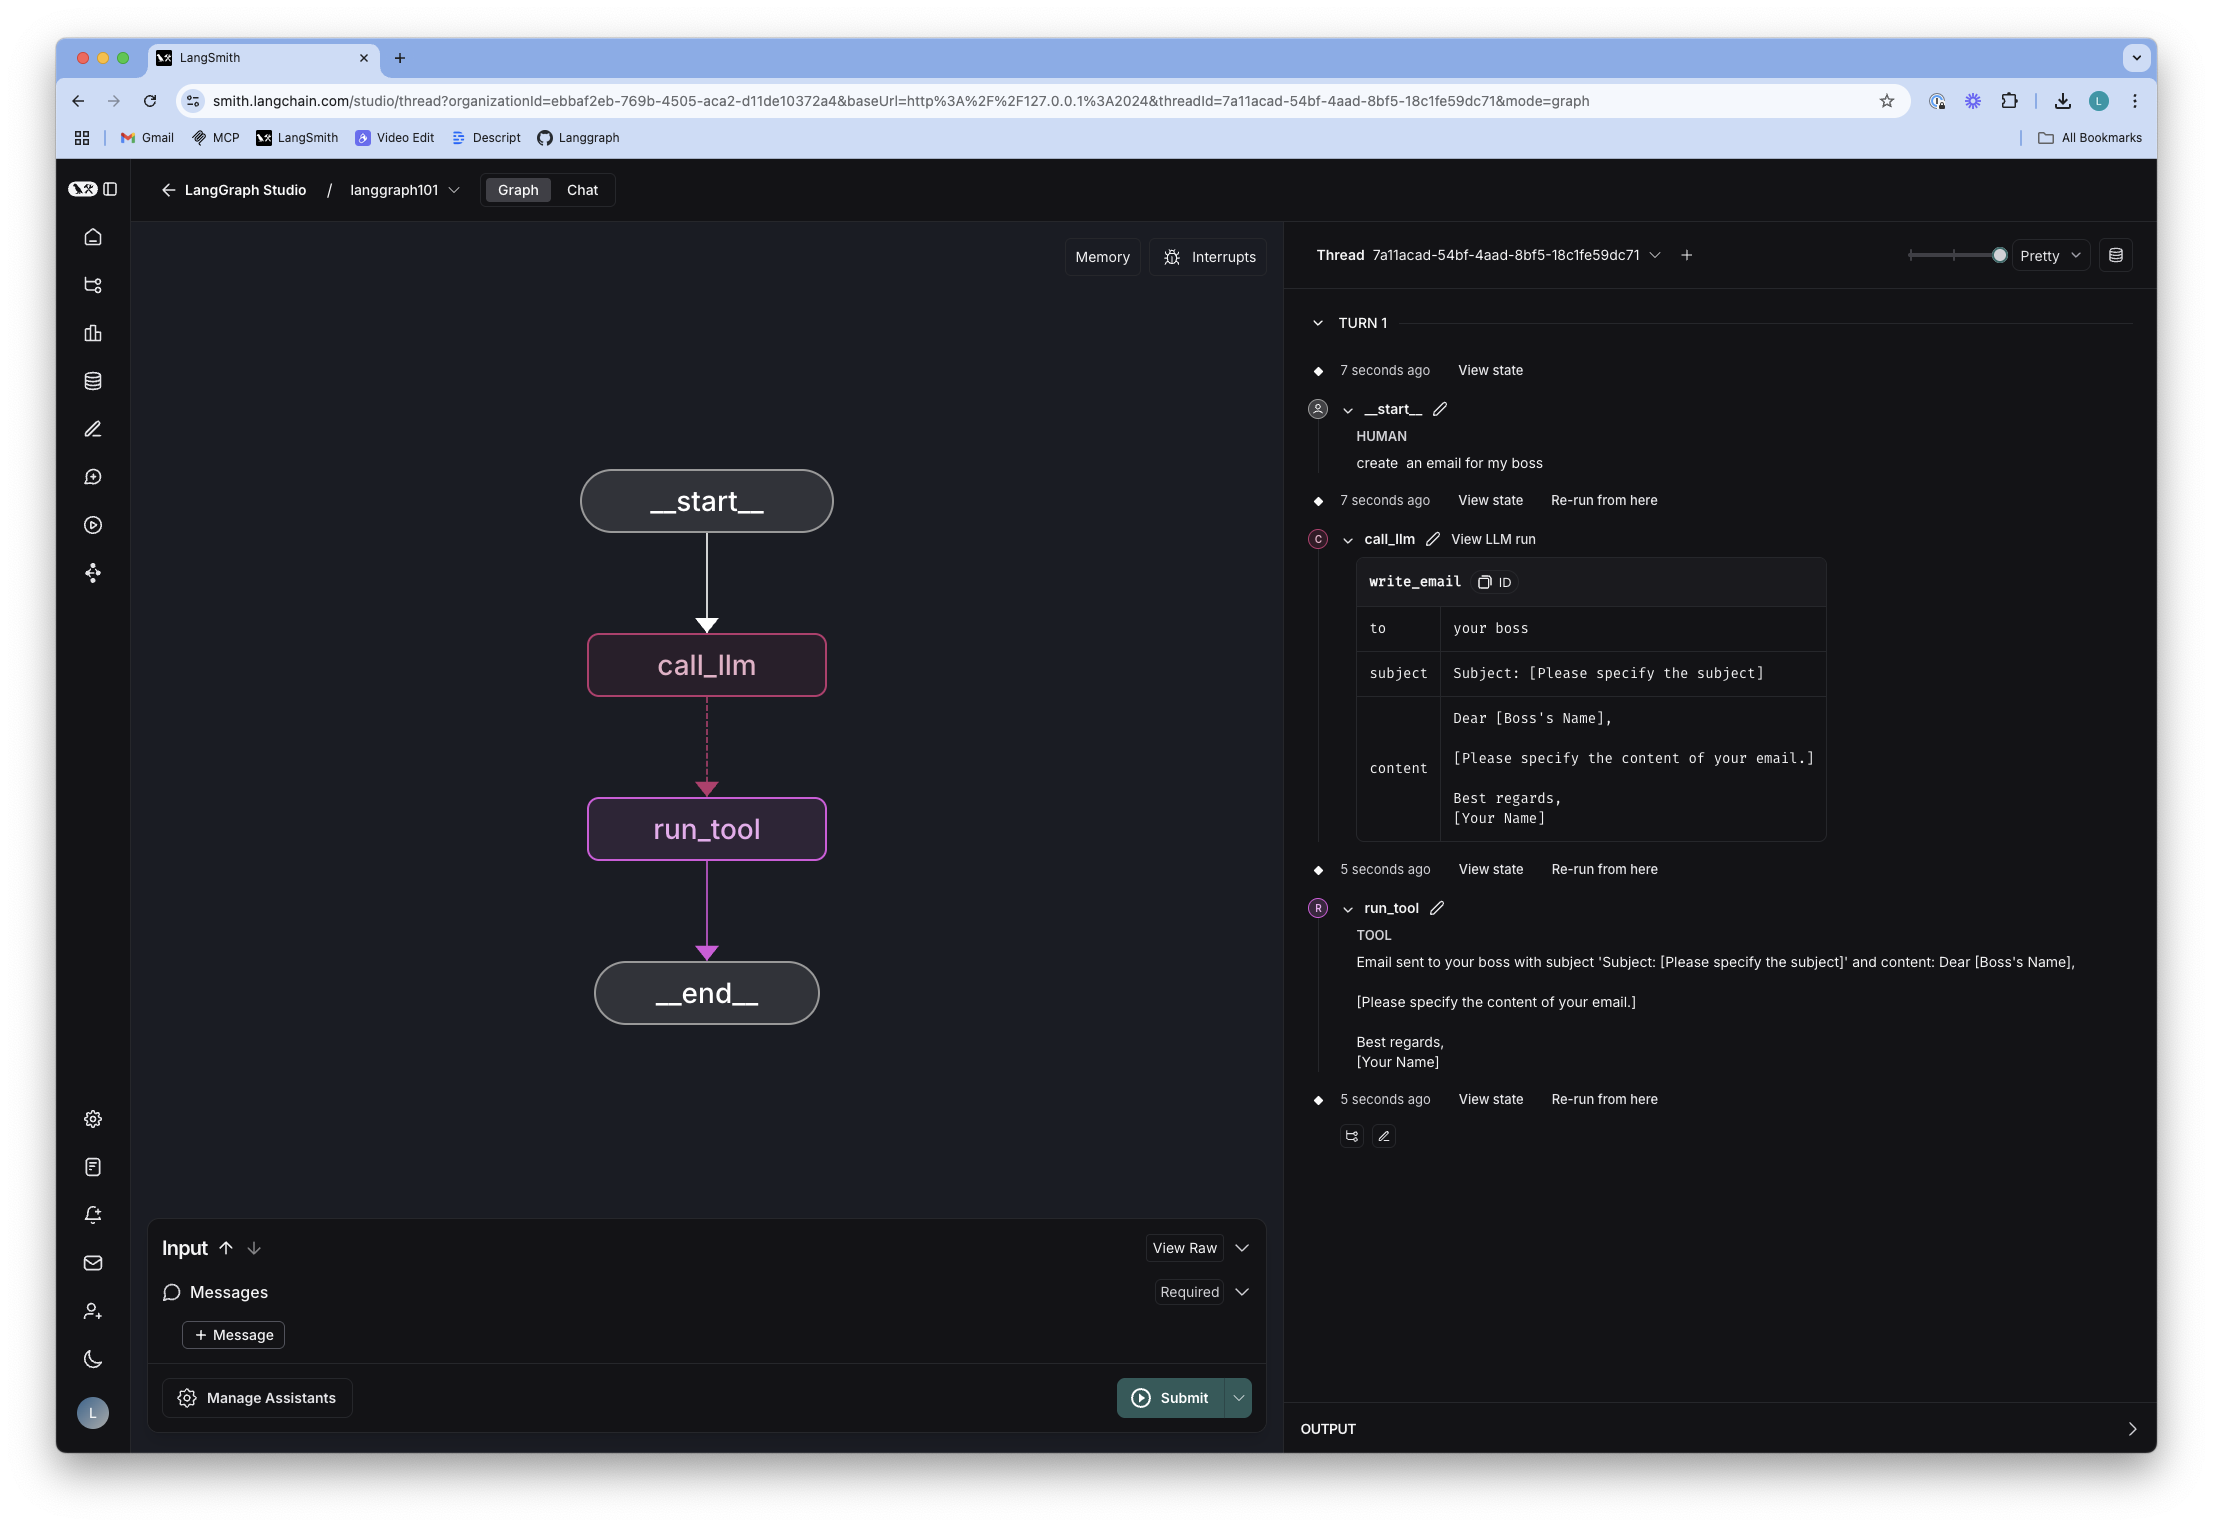 LangSmith
smith.langchain.com/studio/thread?organizationId=ebbaf2eb-769b-4505-aca2-d11de10372a4&baseUrl=http%3A%2F%2F127.0.0.1%3A2024&threadId=7a11acad-54bf-4aad-8bf5-18c1fe59dc71&mode=graph
L
Gmail
MCP
LangSmith
Video Edit
Descript
Langgraph
All Bookmarks
LangGraph Studio / langgraph101
Graph
Chat
Memory
Interrupts
__start__
call_llm
run_tool
__end__
Input
View Raw
Messages
Required
+ Message
Manage Assistants
Submit
L
Thread 7a11acad-54bf-4aad-8bf5-18c1fe59dc71
Pretty
TURN 1
7 seconds ago View state
__start__
HUMAN
create  an email for my boss
7 seconds ago View state Re-run from here
C call_llm View LLM run
write_email ID
to your boss
subject Subject: [Please specify the subject]
content
Dear [Boss's Name],
[Please specify the content of your email.]
Best regards,
[Your Name]
5 seconds ago View state Re-run from here
R run_tool
TOOL
Email sent to your boss with subject 'Subject: [Please specify the subject]' and content: Dear [Boss's Name],
[Please specify the content of your email.]
Best regards,
[Your Name]
5 seconds ago View state Re-run from here
OUTPUT